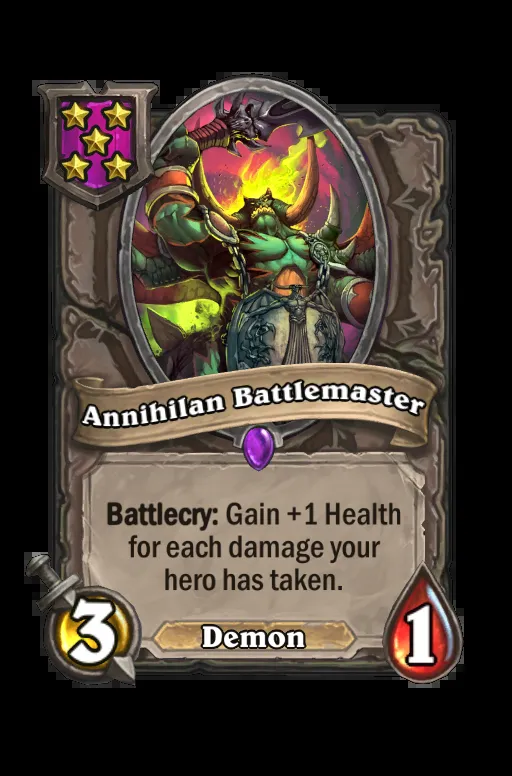 Annihilan Battlemaster
Battlecry: Gain +1 Health
for each damage your
hero has taken.
3
Demon
1